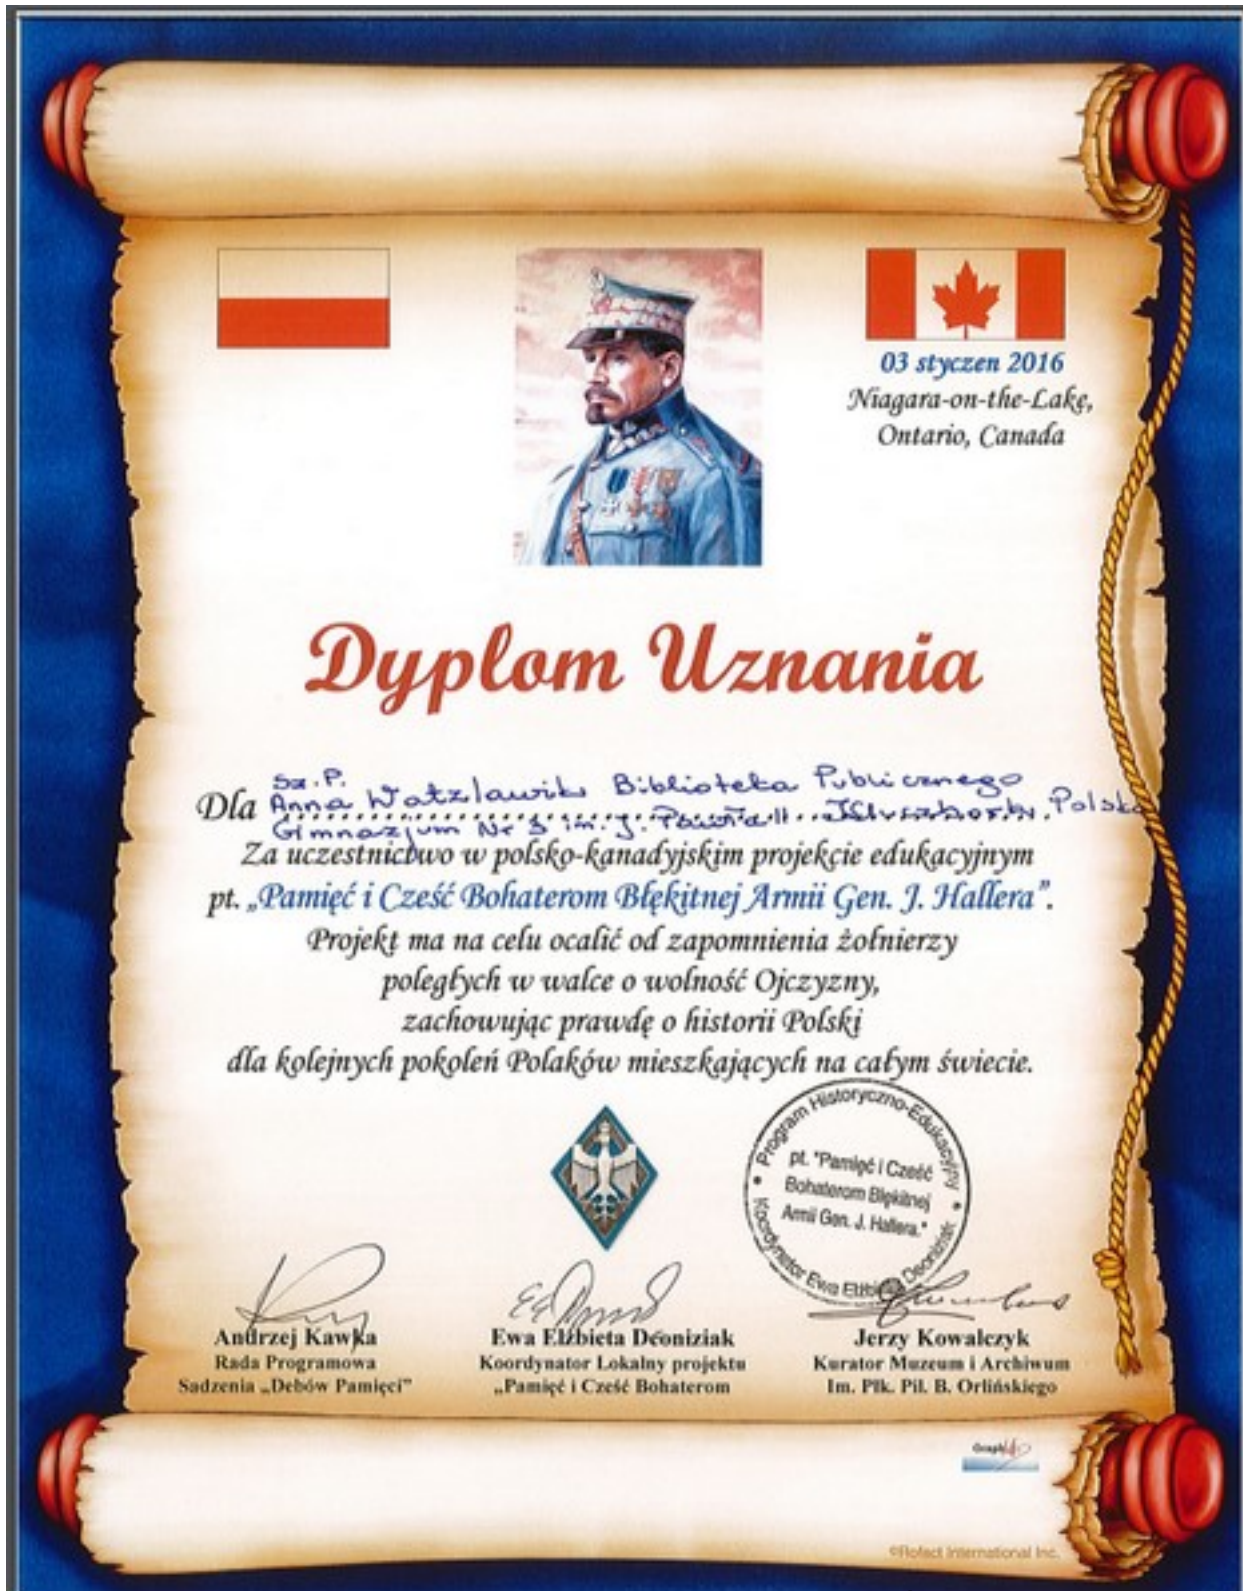 03 styczen 2016
Niagara-on-the-Lake,
Ontario, Canada
Dyplom Uznania
Sz. P.
Dla Anna Watzlawik Biblioteka Publicznego
Gimnazjum Nr 3 im. J. Pawła II Kluczbork, Polska
Za uczestnictwo w polsko-kanadyjskim projekcie edukacyjnym
pt. „Pamięć i Cześć Bohaterom Błękitnej Armii Gen. J. Hallera”.
Projekt ma na celu ocalić od zapomnienia żołnierzy
poległych w walce o wolność Ojczyzny,
zachowując prawdę o historii Polski
dla kolejnych pokoleń Polaków mieszkających na całym świecie.
Program Historyczno-Edukacyjny
pt. "Pamięć i Cześć
Bohaterom Błękitnej
Armii Gen. J. Hallera."
Koordynator Ewa Elżbieta Deoniziak
Andrzej Kawka
Rada Programowa
Sadzenia „Debów Pamięci”
Ewa Elżbieta Deoniziak
Koordynator Lokalny projektu
„Pamięć i Cześć Bohaterom
Jerzy Kowalczyk
Kurator Muzeum i Archiwum
Im. Płk. Pil. B. Orlińskiego
©Rofact International Inc.